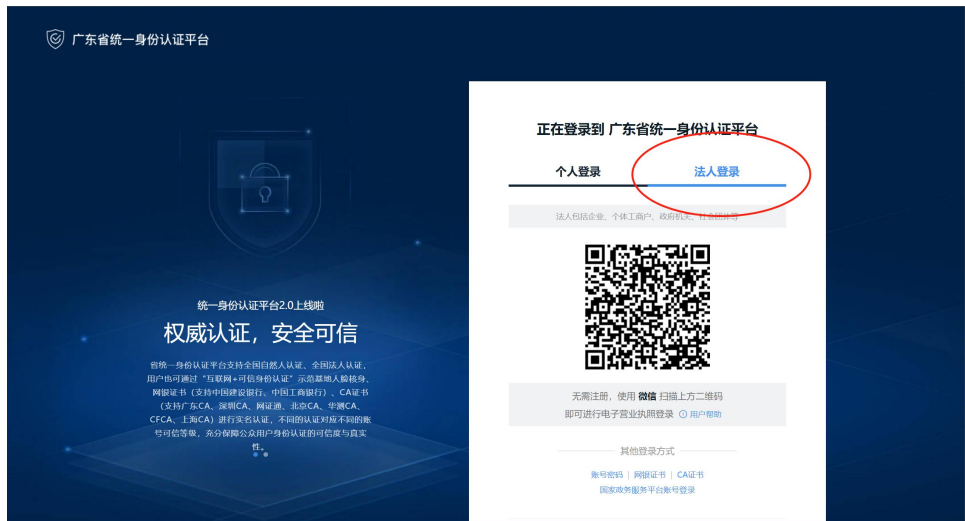 广东省统一身份认证平台
正在登录到 广东省统一身份认证平台
个人登录
法人登录
法人包括企业、个体工商户、政府机关、社会团体等
统一身份认证平台2.0上线啦
权威认证，安全可信
省统一身份认证平台支持全国自然人认证、全国法人认证，
用户也可通过“互联网+可信身份认证”示范基地人脸核身、
网银证书（支持中国建设银行、中国工商银行）、CA证书
（支持广东CA、深圳CA、网证通、北京CA、华测CA、
CFCA、上海CA）进行实名认证，不同的认证对应不同的账
号可信等级，充分保障公众用户身份认证的可信度与真实
性。
无需注册，使用 微信 扫描上方二维码
即可进行电子营业执照登录 用户帮助
其他登录方式
账号密码 | 网银证书 | CA证书
国家政务服务平台账号登录